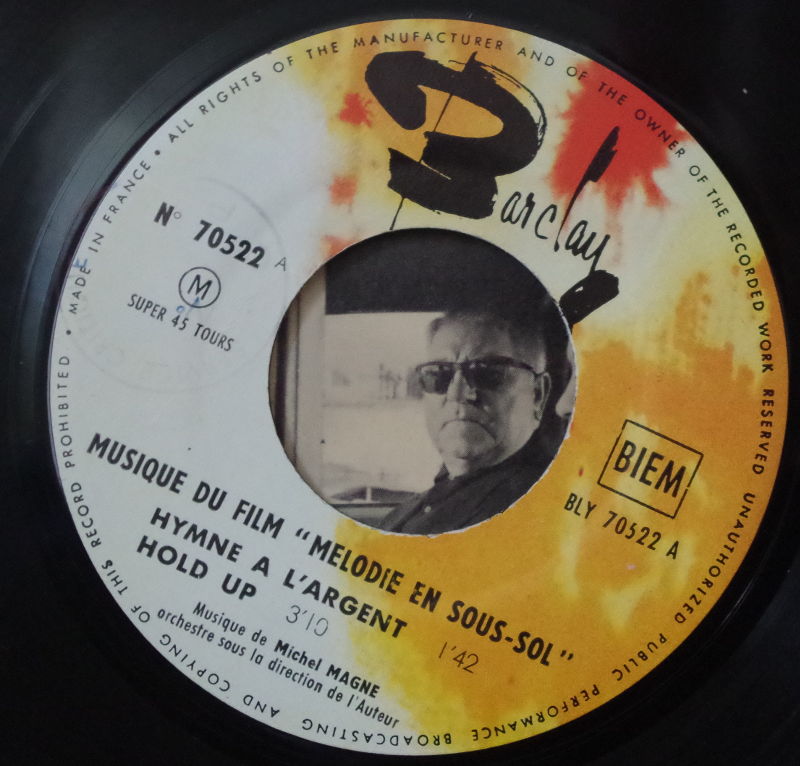 Barclay
N° 70522 A
M
SUPER 45 TOURS
BIEM
BLY 70522 A
MUSIQUE DU FILM "MELODIE EN SOUS-SOL"
HYMNE A L'ARGENT 1'42
HOLD UP 3'10
Musique de Michel MAGNE
orchestre sous la direction de l'Auteur
MADE IN FRANCE • ALL RIGHTS OF THE MANUFACTURER AND OF THE OWNER OF THE RECORDED WORK RESERVED UNAUTHORIZED PUBLIC PERFORMANCE BROADCASTING AND COPYING OF THIS RECORD PROHIBITED •